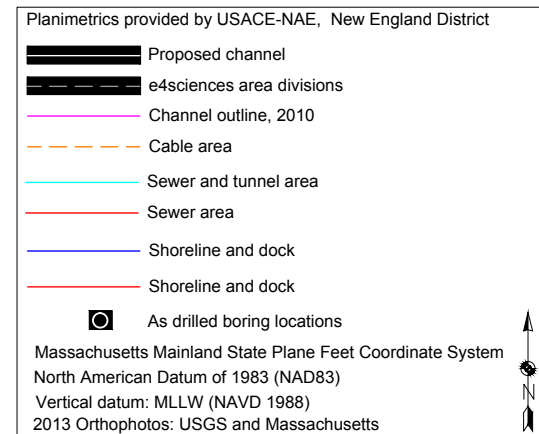 Planimetrics provided by USACE-NAE, New England District
Proposed channel
e4sciences area divisions
Channel outline, 2010
Cable area
Sewer and tunnel area
Sewer area
Shoreline and dock
Shoreline and dock
As drilled boring locations
Massachusetts Mainland State Plane Feet Coordinate System
North American Datum of 1983 (NAD83)
Vertical datum: MLLW (NAVD 1988)
2013 Orthophotos: USGS and Massachusetts
N